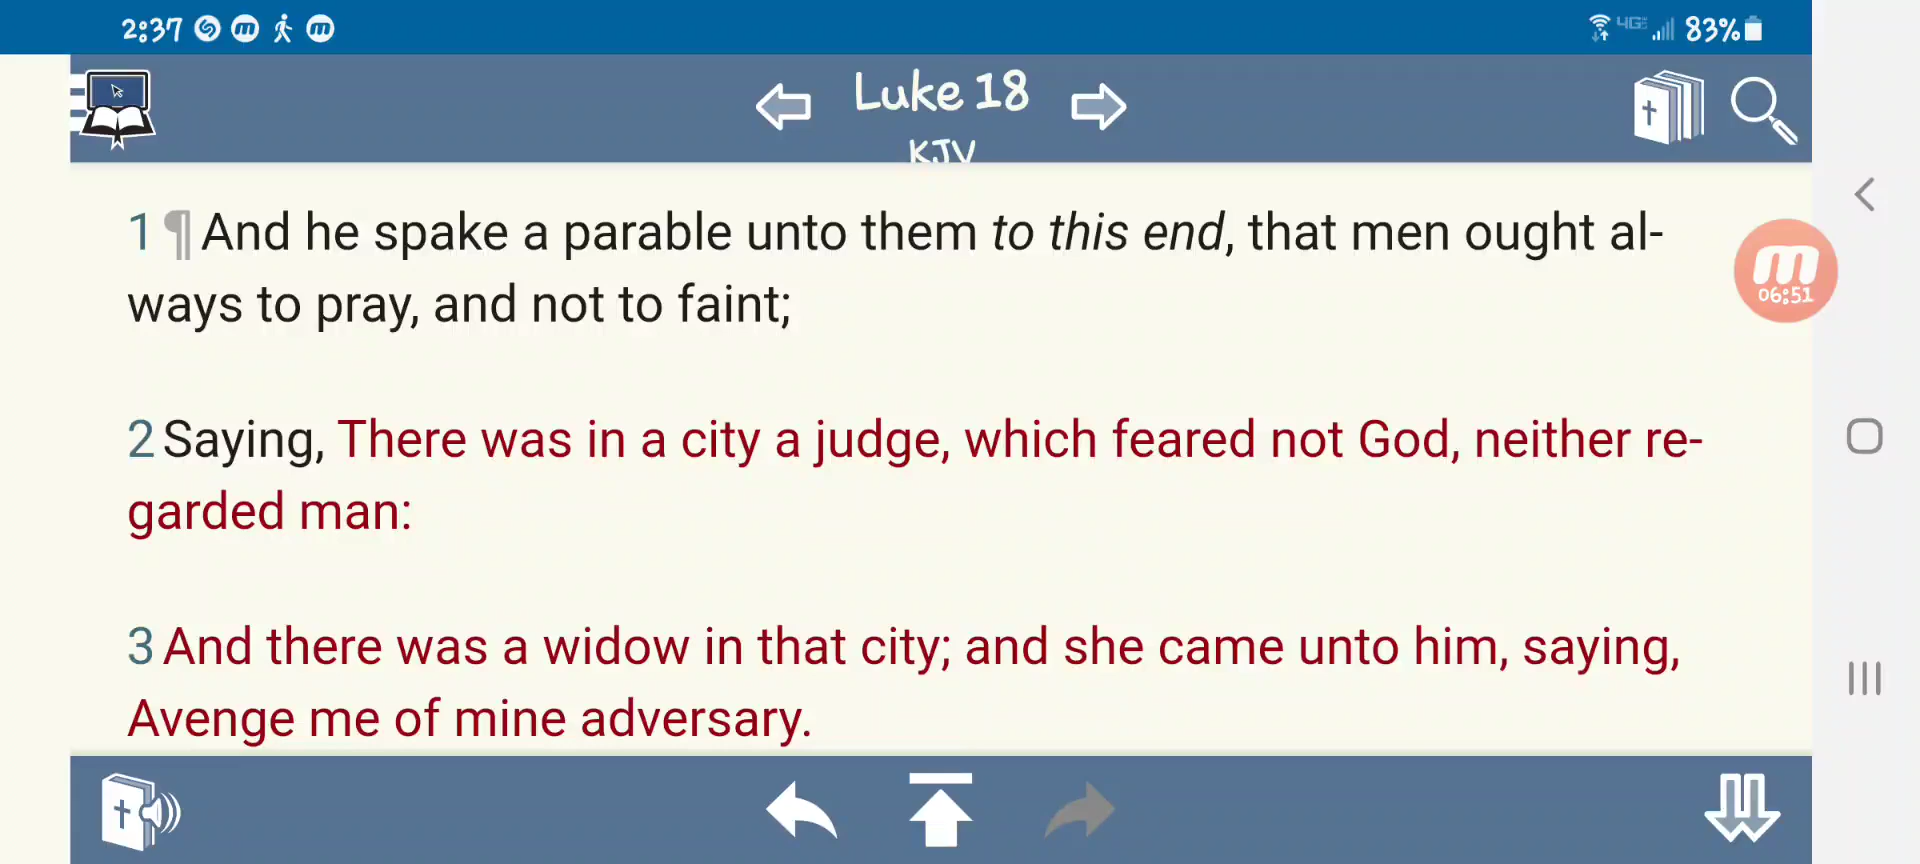 2:37
4GE 83%
Luke 18
KJV
1 ¶ And he spake a parable unto them to this end, that men ought al-
ways to pray, and not to faint;
m
06:51
2 Saying, There was in a city a judge, which feared not God, neither re-
garded man:
3 And there was a widow in that city; and she came unto him, saying,
Avenge me of mine adversary.